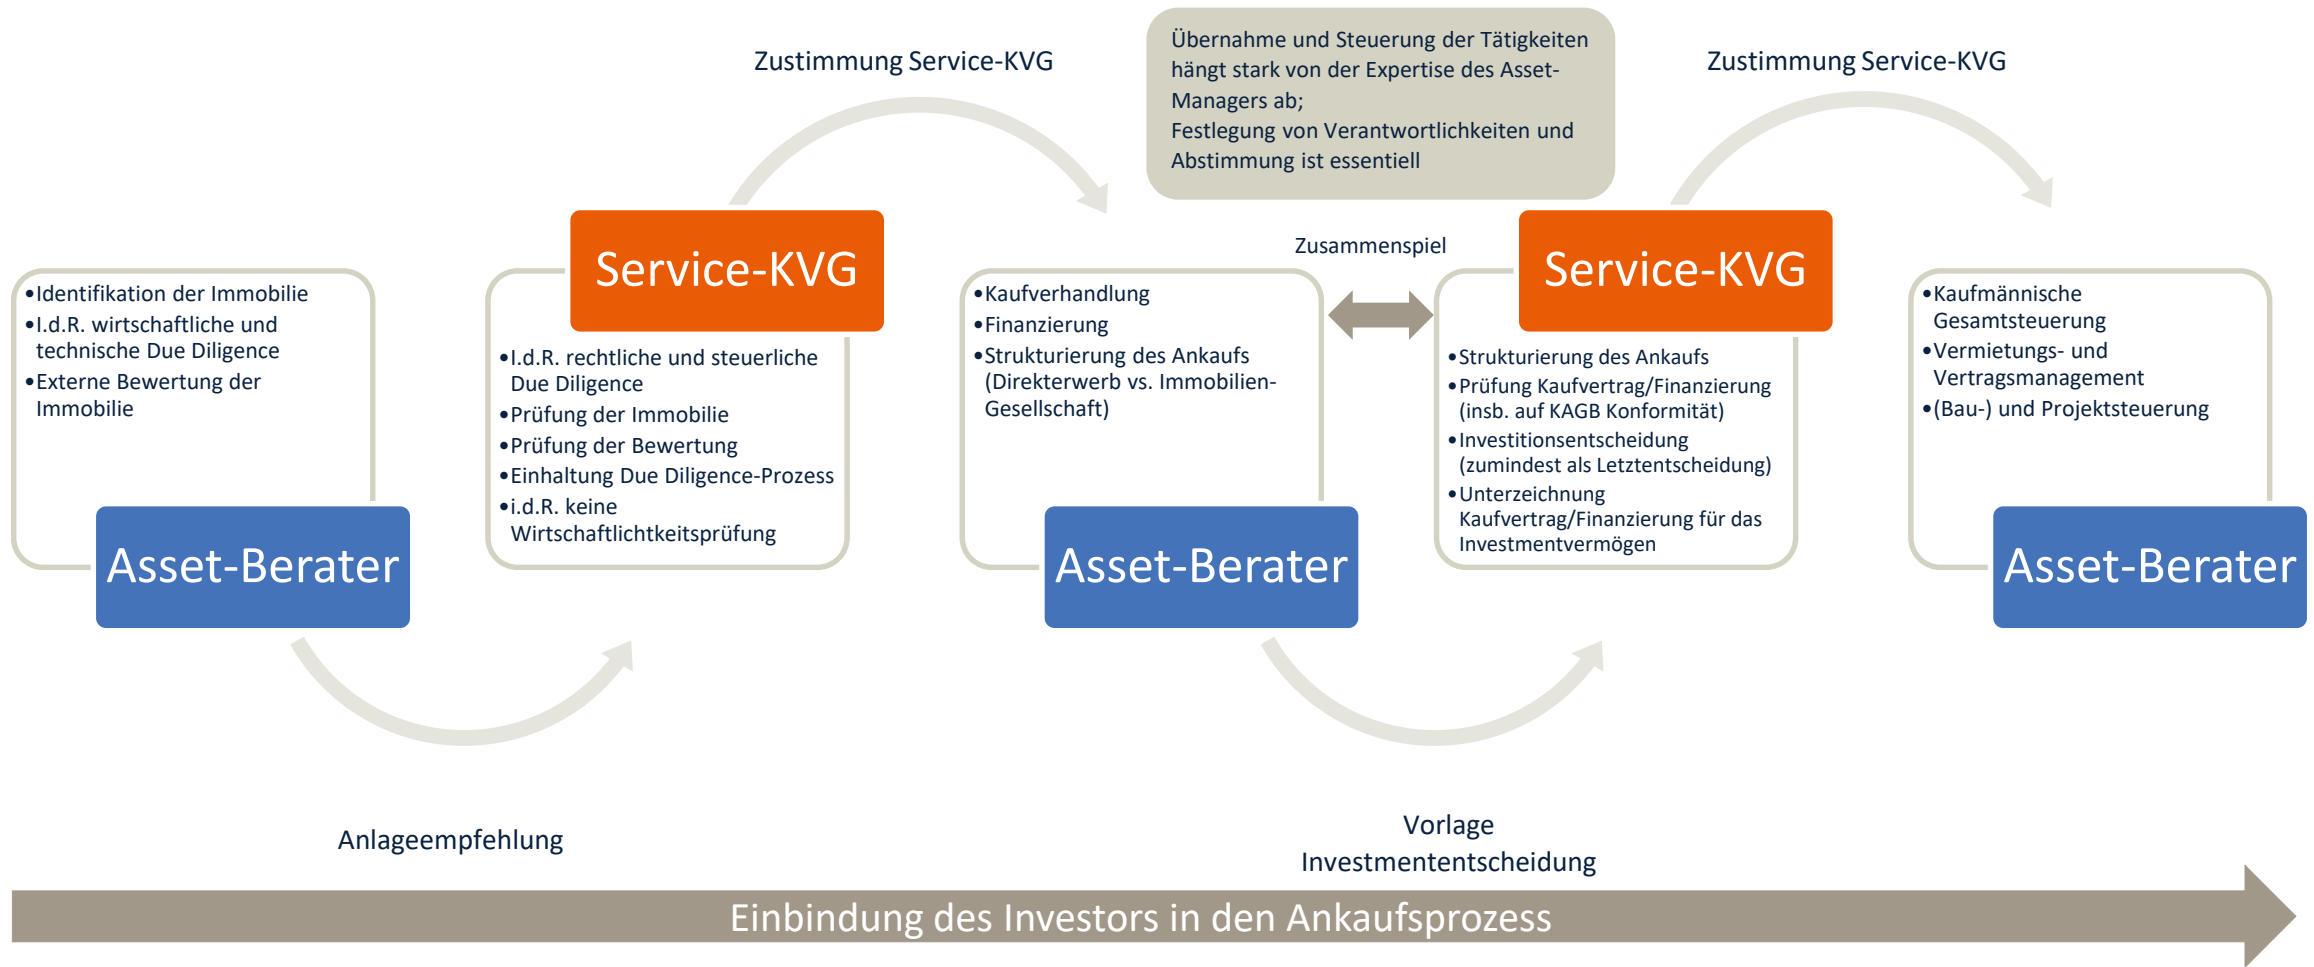 Zustimmung Service-KVG
Übernahme und Steuerung der Tätigkeiten
hängt stark von der Expertise des Asset-
Managers ab;
Festlegung von Verantwortlichkeiten und
Abstimmung ist essentiell
Zustimmung Service-KVG
•Identifikation der Immobilie
•I.d.R. wirtschaftliche und
technische Due Diligence
•Externe Bewertung der
Immobilie
Asset-Berater
Service-KVG
•I.d.R. rechtliche und steuerliche
Due Diligence
•Prüfung der Immobilie
•Prüfung der Bewertung
•Einhaltung Due Diligence-Prozess
•i.d.R. keine
Wirtschaftlichtkeitsprüfung
•Kaufverhandlung
•Finanzierung
•Strukturierung des Ankaufs
(Direkterwerb vs. Immobilien-
Gesellschaft)
Asset-Berater
Zusammenspiel
Service-KVG
•Strukturierung des Ankaufs
•Prüfung Kaufvertrag/Finanzierung
(insb. auf KAGB Konformität)
•Investitionsentscheidung
(zumindest als Letztentscheidung)
•Unterzeichnung
Kaufvertrag/Finanzierung für das
Investmentvermögen
•Kaufmännische
Gesamtsteuerung
•Vermietungs- und
Vertragsmanagement
•(Bau-) und Projektsteuerung
Asset-Berater
Anlageempfehlung
Vorlage
Investmententscheidung
Einbindung des Investors in den Ankaufsprozess